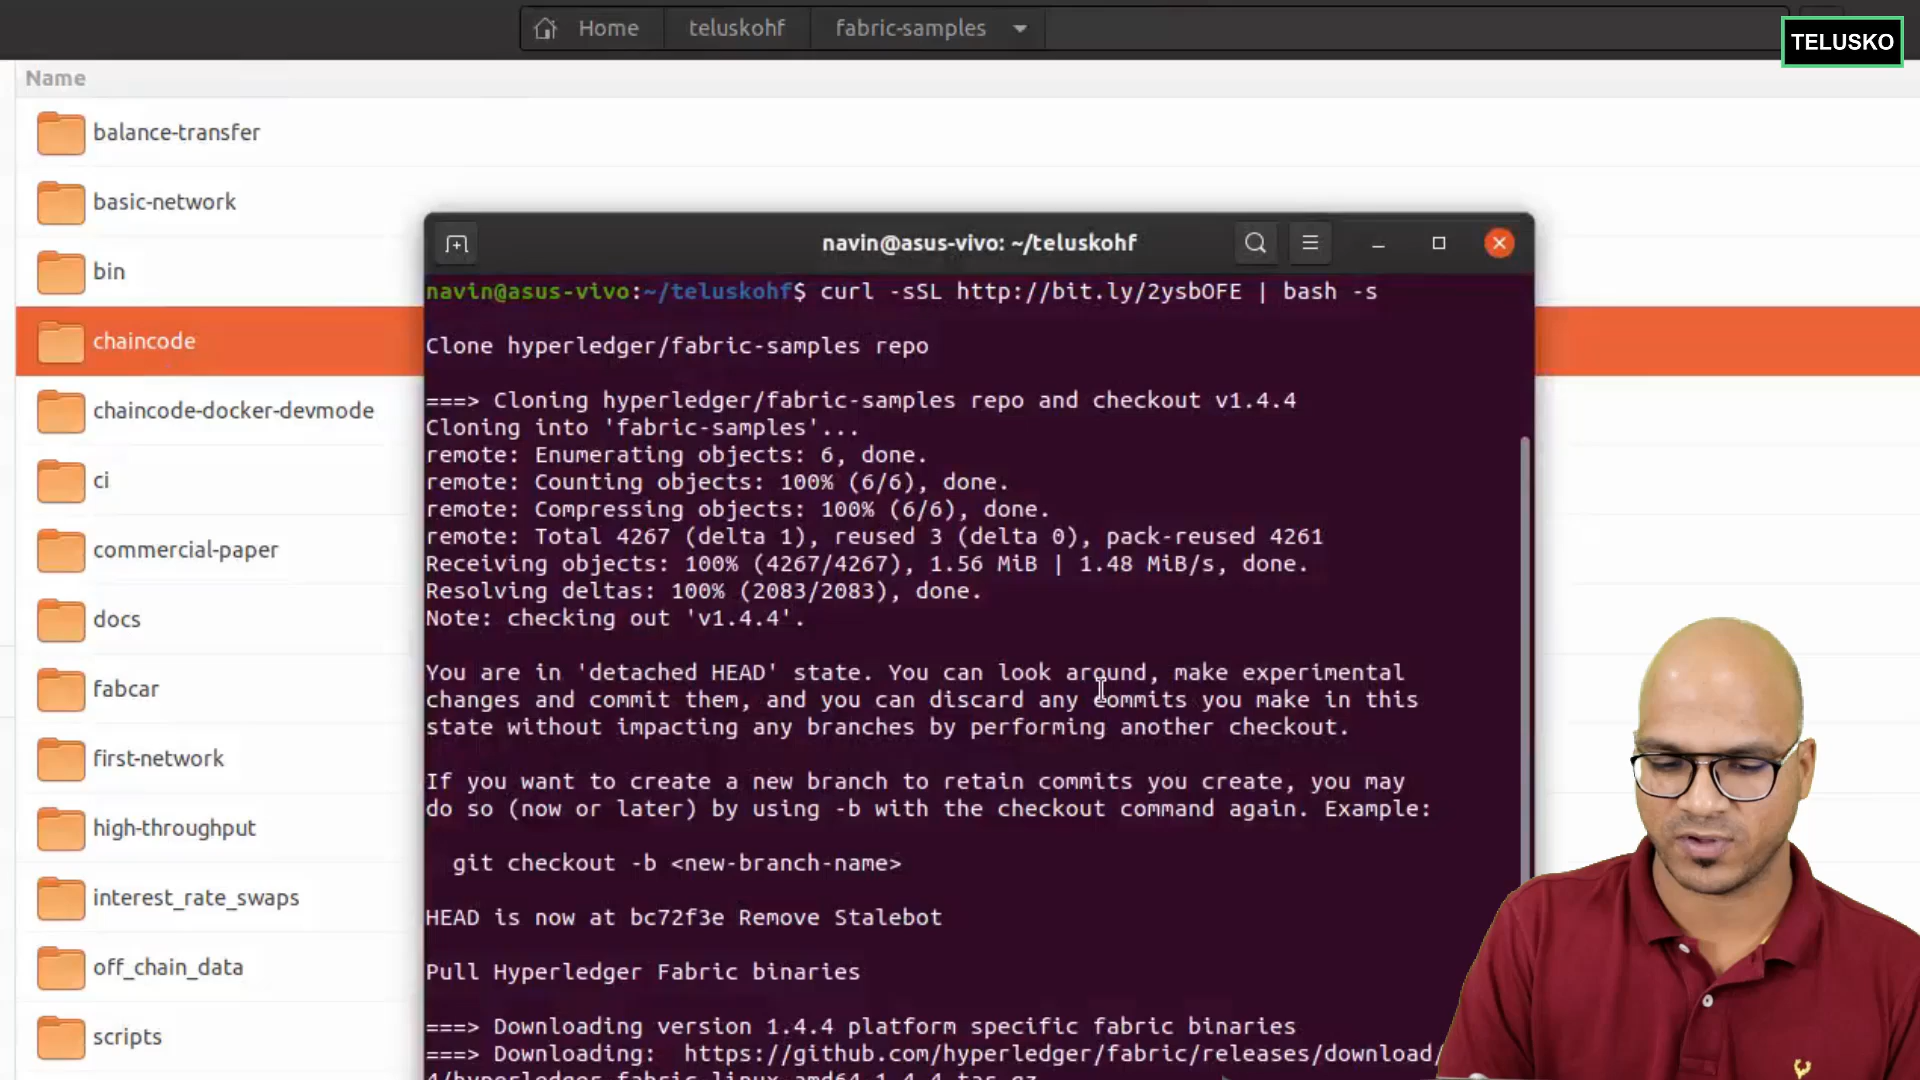 Home
teluskohf
fabric-samples
TELUSKO
Name
balance-transfer
basic-network
bin
chaincode
chaincode-docker-devmode
ci
commercial-paper
docs
fabcar
first-network
high-throughput
interest_rate_swaps
off_chain_data
scripts
navin@asus-vivo: ~/teluskohf
navin@asus-vivo:~/teluskohf$ curl -sSL http://bit.ly/2ysbOFE | bash -s
Clone hyperledger/fabric-samples repo
===> Cloning hyperledger/fabric-samples repo and checkout v1.4.4
Cloning into 'fabric-samples'...
remote: Enumerating objects: 6, done.
remote: Counting objects: 100% (6/6), done.
remote: Compressing objects: 100% (6/6), done.
remote: Total 4267 (delta 1), reused 3 (delta 0), pack-reused 4261
Receiving objects: 100% (4267/4267), 1.56 MiB | 1.48 MiB/s, done.
Resolving deltas: 100% (2083/2083), done.
Note: checking out 'v1.4.4'.
You are in 'detached HEAD' state. You can look around, make experimental
changes and commit them, and you can discard any commits you make in this
state without impacting any branches by performing another checkout.
If you want to create a new branch to retain commits you create, you may
do so (now or later) by using -b with the checkout command again. Example:
git checkout -b <new-branch-name>
HEAD is now at bc72f3e Remove Stalebot
Pull Hyperledger Fabric binaries
===> Downloading version 1.4.4 platform specific fabric binaries
===> Downloading: https://github.com/hyperledger/fabric/releases/download/
4/hyperledger-fabric-linux-amd64-1.4.4.tar.gz